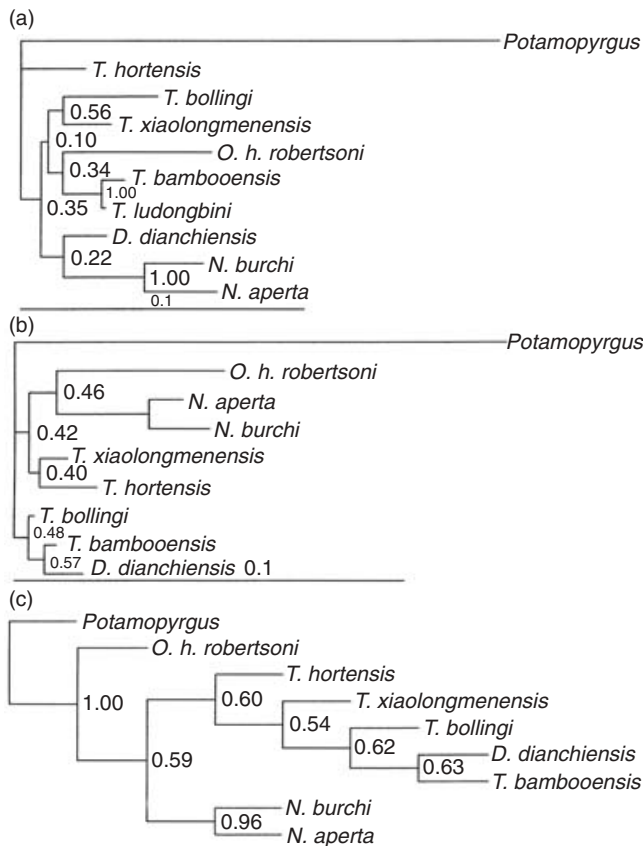 (a)
Potamopyrgus
T. hortensis
T. bollingi
0.56
T. xiaolongmenensis
0.10
O. h. robertsoni
0.34
T. bambooensis
1.00
0.35
T. ludongbini
D. dianchiensis
0.22
N. burchi
1.00
N. aperta
0.1
(b)
Potamopyrgus
O. h. robertsoni
0.46
N. aperta
0.42
N. burchi
T. xiaolongmenensis
0.40
T. hortensis
T. bollingi
0.48
T. bambooensis
0.57
D. dianchiensis 0.1
(c)
Potamopyrgus
O. h. robertsoni
T. hortensis
1.00
0.60
T. xiaolongmenensis
0.54
T. bollingi
0.59
0.62
D. dianchiensis
0.63
T. bambooensis
N. burchi
0.96
N. aperta